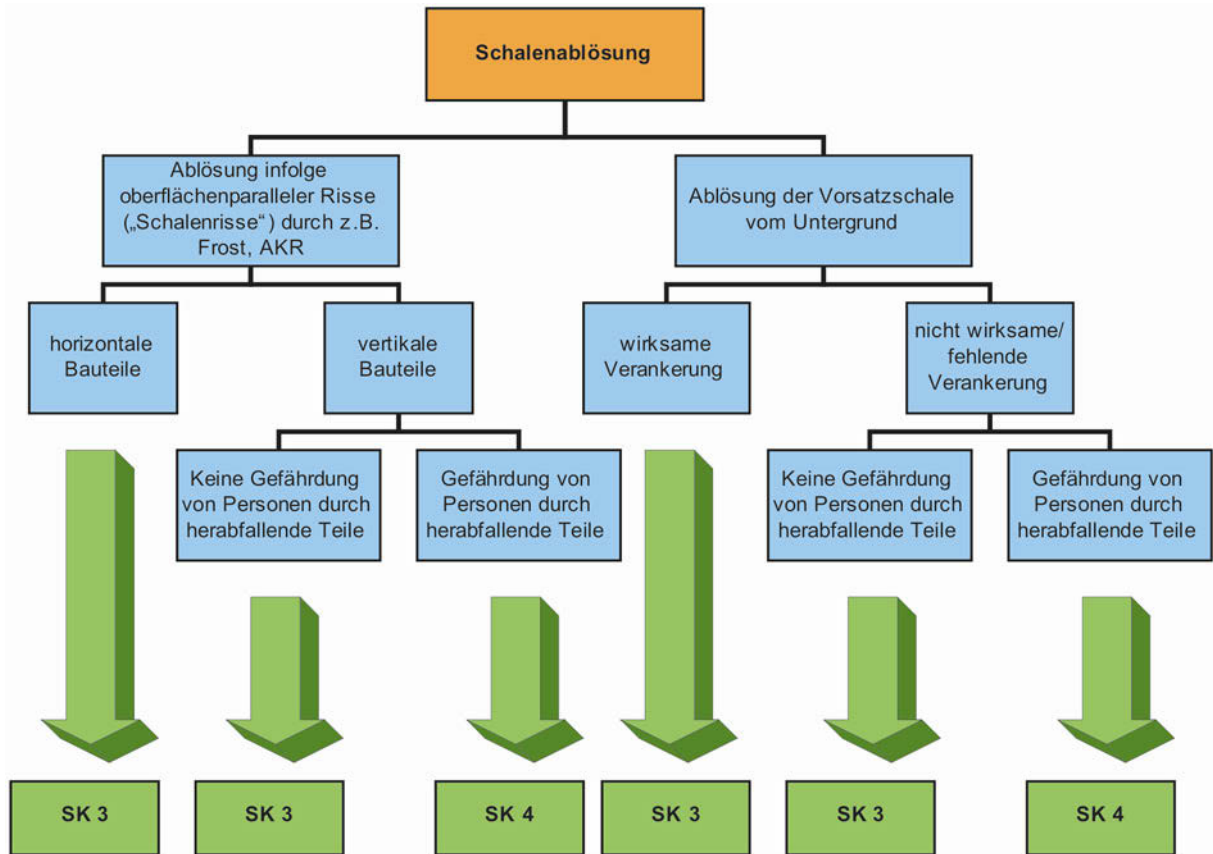 Schalenablösung
Ablösung infolge
oberflächenparalleler Risse
(„Schalenrisse“) durch z.B.
Frost, AKR
Ablösung der Vorsatzschale
vom Untergrund
horizontale
Bauteile
vertikale
Bauteile
wirksame
Verankerung
nicht wirksame/
fehlende
Verankerung
Keine Gefährdung
von Personen durch
herabfallende Teile
Gefährdung von
Personen durch
herabfallende Teile
Keine Gefährdung
von Personen durch
herabfallende Teile
Gefährdung von
Personen durch
herabfallende Teile
SK 3
SK 3
SK 4
SK 3
SK 3
SK 4